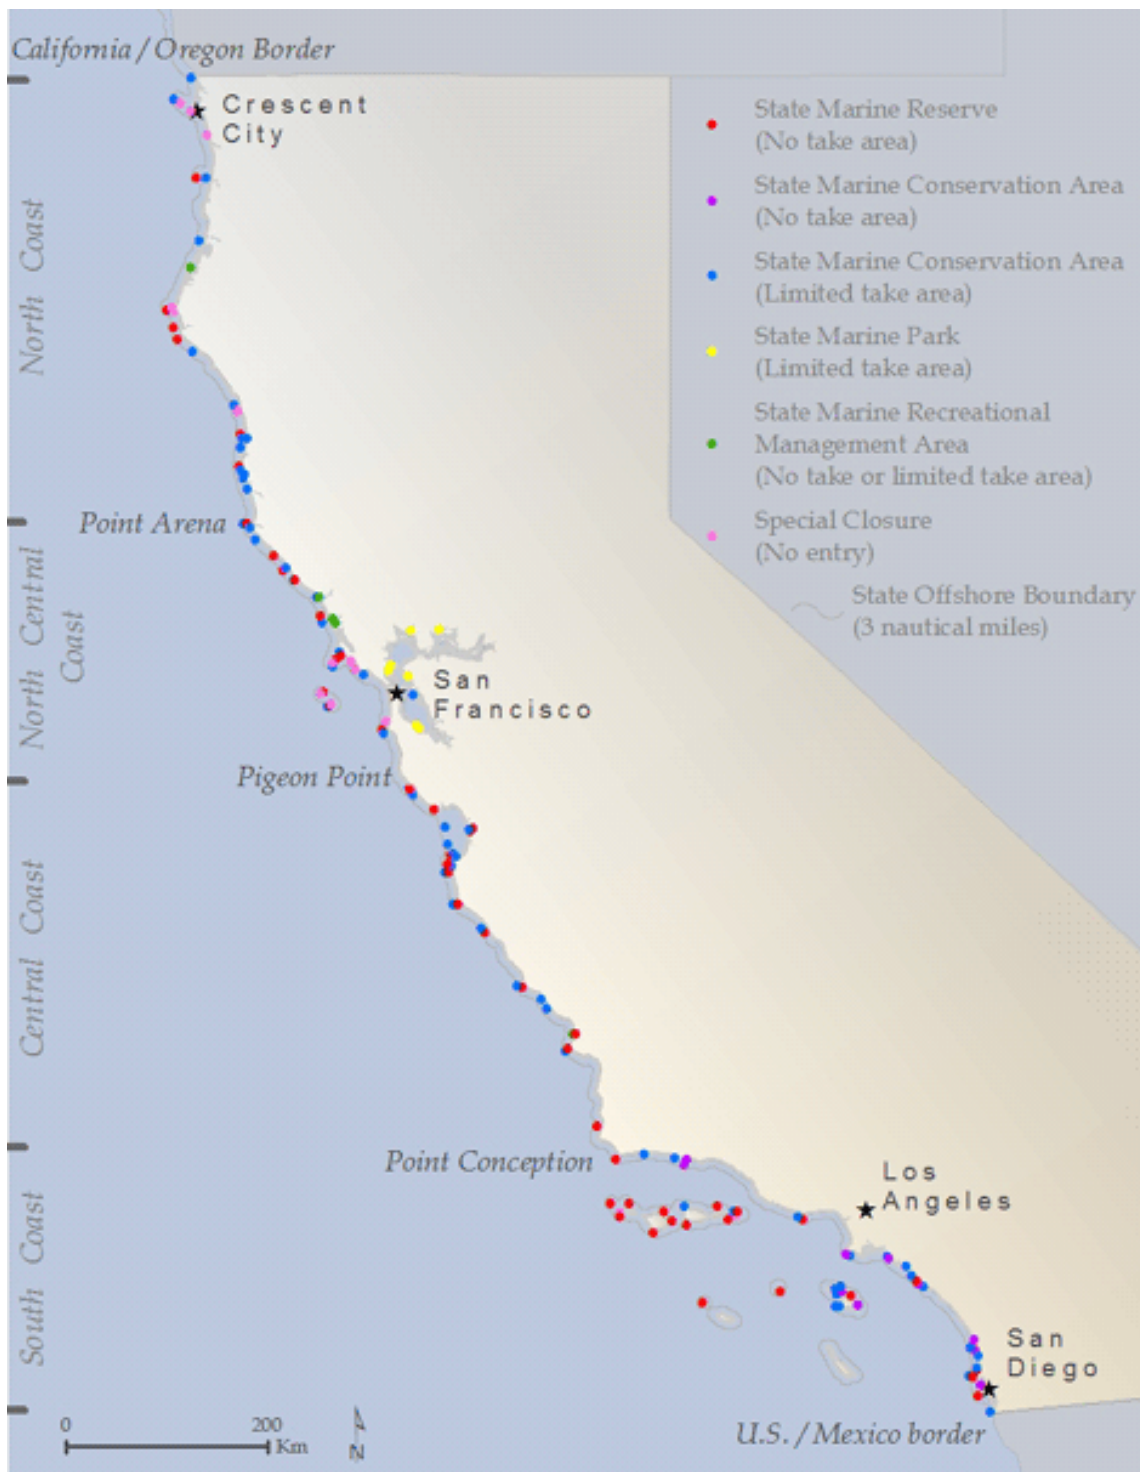 California / Oregon Border
Crescent
City
State Marine Reserve
(No take area)
State Marine Conservation Area
(No take area)
State Marine Conservation Area
(Limited take area)
State Marine Park
(Limited take area)
State Marine Recreational
Management Area
(No take or limited take area)
Special Closure
(No entry)
State Offshore Boundary
(3 nautical miles)
North Coast
Point Arena
North Central
Coast
San
Francisco
Pigeon Point
Central Coast
Point Conception
Los
Angeles
South Coast
San
Diego
U.S. / Mexico border
0 200
Km
N